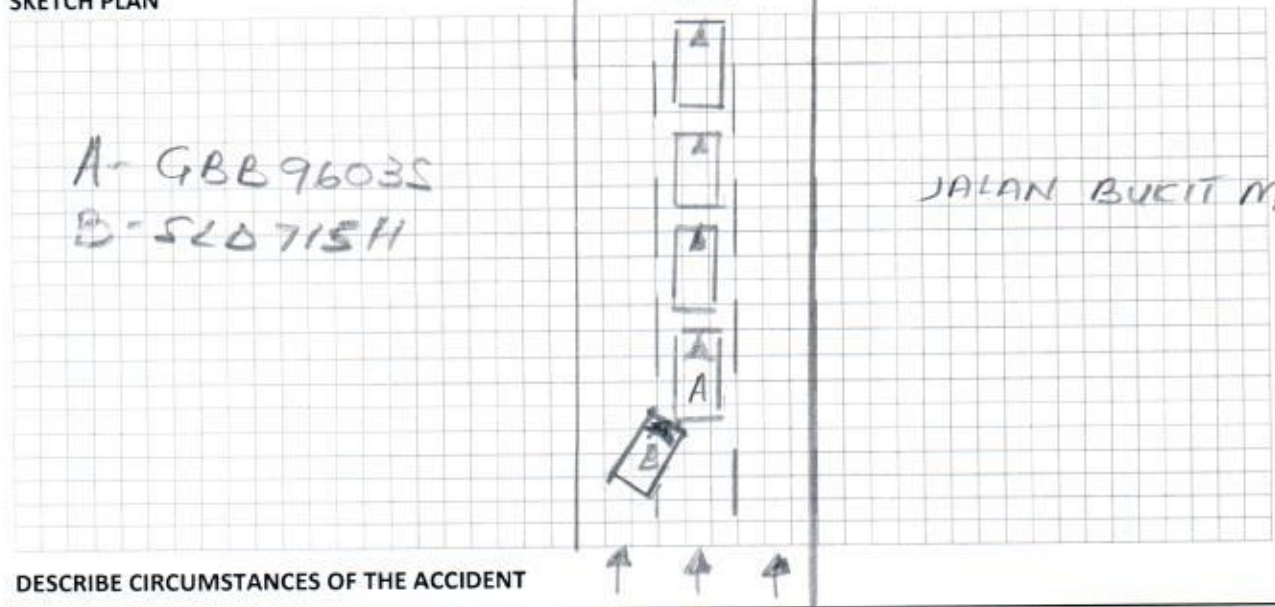 SKETCH PLAN
A- GBB9603S
B- SLD715H
JALAN BUKIT
A
B
DESCRIBE CIRCUMSTANCES OF THE ACCIDENT